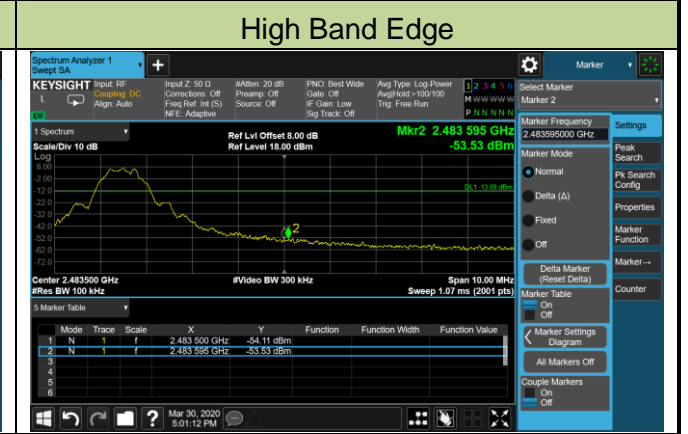 High Band Edge
Spectrum Analyzer 1
Swept SA
Marker
KEYSIGHT
L
Input: RF
Coupling: DC
Align: Auto
Input Z: 50 Ω
Corrections: Off
Freq Ref: Int (S)
NFE: Adaptive
#Atten: 20 dB
Preamp: Off
Source: Off
PNO: Best Wide
Gate: Off
IF Gain: Low
Sig Track: Off
Avg Type: Log-Power
Avg|Hold: >100/100
Trig: Free Run
1 2 3 4 5 6
M W W W W W
P N N N N N
Select Marker
Marker 2
1 Spectrum
Scale/Div 10 dB
Ref Lvl Offset 8.00 dB
Ref Level 18.00 dBm
Mkr2 2.483 595 GHz
-53.53 dBm
Log
8.00
-2.00
-12.0
-22.0
-32.0
-42.0
-52.0
-62.0
-72.0
DL1 -13.09 dBm
2
Center 2.483500 GHz
#Res BW 100 kHz
#Video BW 300 kHz
Span 10.00 MHz
Sweep 1.07 ms (2001 pts)
5 Marker Table
Mode Trace Scale X Y Function Function Width Function Value
1 N 1 f 2.483 500 GHz -54.11 dBm
2 N 1 f 2.483 595 GHz -53.53 dBm
3
4
5
6
Marker Frequency
2.483595000 GHz
Marker Mode
Normal
Delta (Δ)
Fixed
Off
Delta Marker
(Reset Delta)
Marker Table
On
Off
Marker Settings
Diagram
All Markers Off
Couple Markers
On
Off
Settings
Peak
Search
Pk Search
Config
Properties
Marker
Function
Marker→
Counter
?
Mar 30, 2020
5:01:12 PM